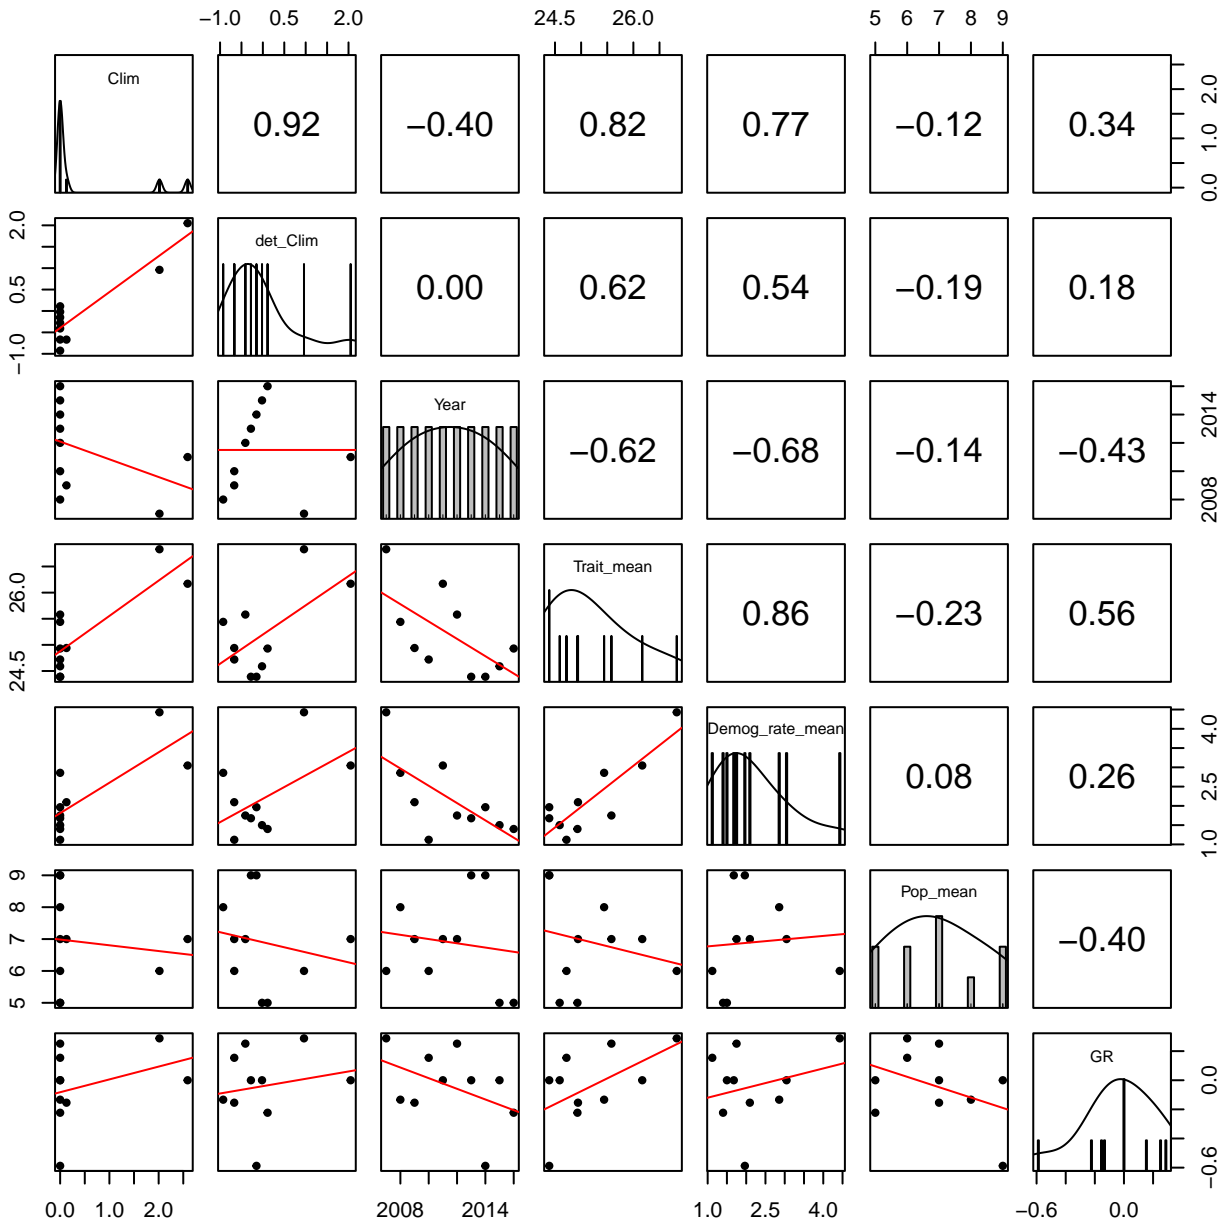 −1.0 0.5 2.0 24.5 26.0 5 6 7 8 9
Clim 0.92 −0.40 0.82 0.77 −0.12 0.34 0.0 1.0 2.0
−1.0 0.5 2.0 det_Clim 0.00 0.62 0.54 −0.19 0.18
Year −0.62 −0.68 −0.14 −0.43 2008 2014
24.5 26.0 Trait_mean 0.86 −0.23 0.56
Demog_rate_mean 0.08 0.26 1.0 2.5 4.0
5 6 7 8 9 Pop_mean −0.40
GR −0.6 0.0
0.0 1.0 2.0 2008 2014 1.0 2.5 4.0 −0.6 0.0